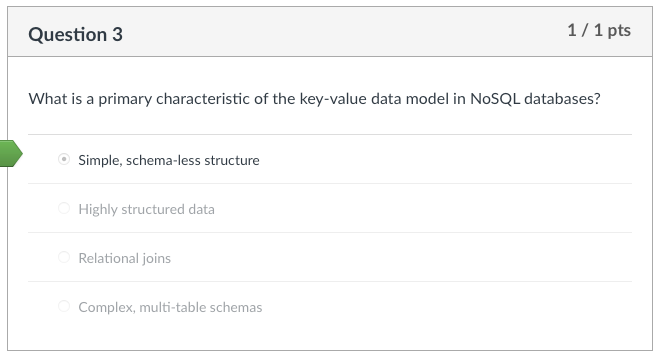 Question 3
1 / 1 pts
What is a primary characteristic of the key-value data model in NoSQL databases?
Simple, schema-less structure
Highly structured data
Relational joins
Complex, multi-table schemas